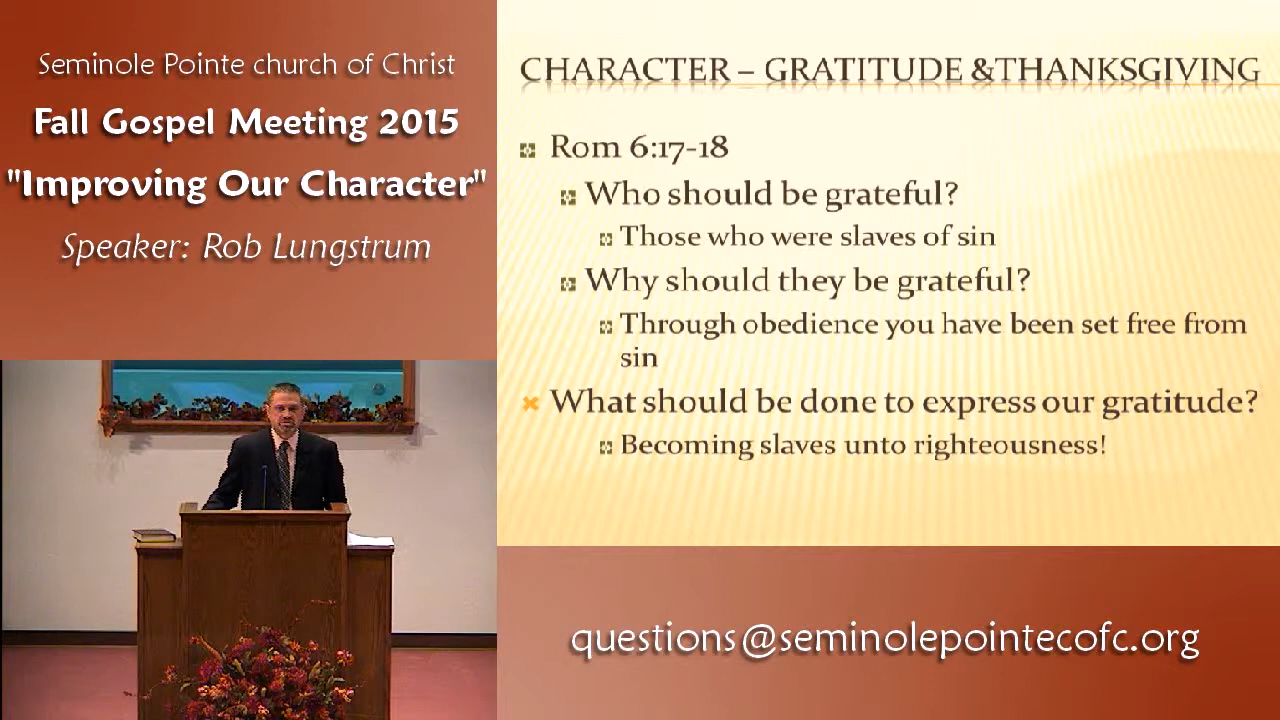 Seminole Pointe church of Christ
Fall Gospel Meeting 2015
"Improving Our Character"
Speaker: Rob Lungstrum
CHARACTER – GRATITUDE &THANKSGIVING
Rom 6:17-18
Who should be grateful?
Those who were slaves of sin
Why should they be grateful?
Through obedience you have been set free from
sin
What should be done to express our gratitude?
Becoming slaves unto righteousness!
questions@seminolepointecofc.org